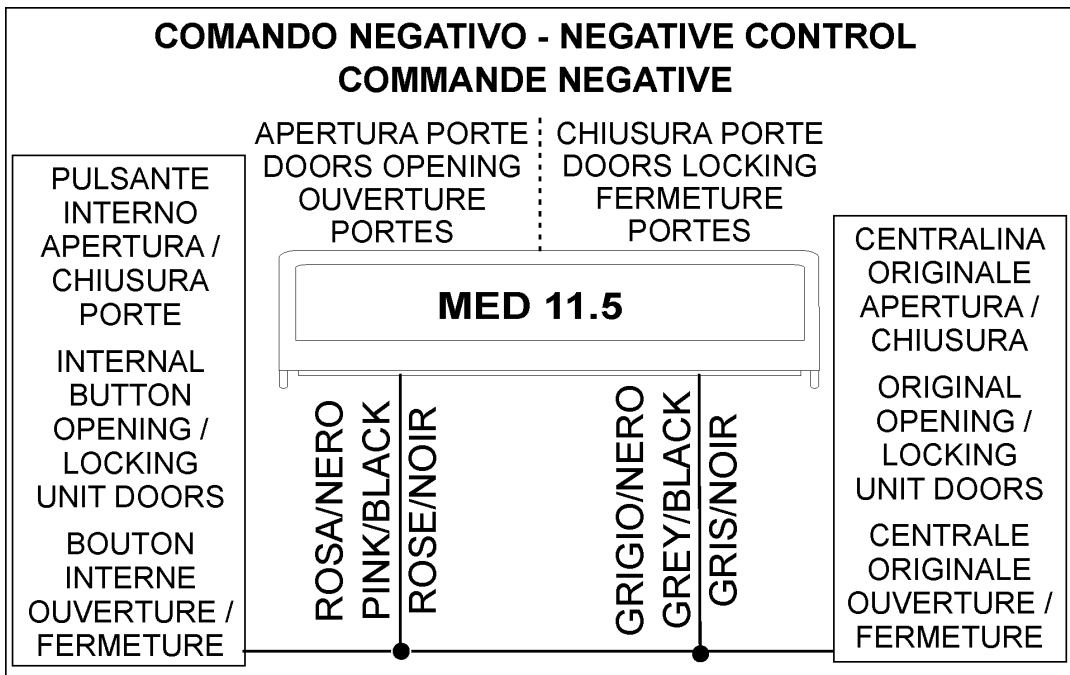 COMANDO NEGATIVO - NEGATIVE CONTROL
COMMANDE NEGATIVE
APERTURA PORTE
DOORS OPENING
OUVERTURE
PORTES
CHIUSURA PORTE
DOORS LOCKING
FERMETURE
PORTES
PULSANTE
INTERNO
APERTURA /
CHIUSURA
PORTE
INTERNAL
BUTTON
OPENING /
LOCKING
UNIT DOORS
BOUTON
INTERNE
OUVERTURE /
FERMETURE
MED 11.5
ROSA/NERO
PINK/BLACK
ROSE/NOIR
GRIGIO/NERO
GREY/BLACK
GRIS/NOIR
CENTRALINA
ORIGINALE
APERTURA /
CHIUSURA
ORIGINAL
OPENING /
LOCKING
UNIT DOORS
CENTRALE
ORIGINALE
OUVERTURE /
FERMETURE